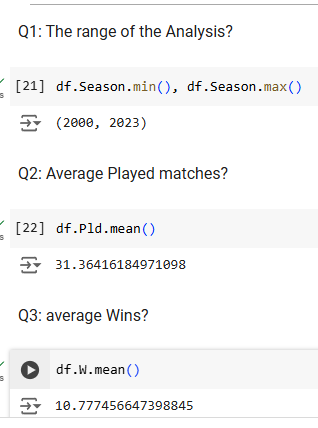 Q1: The range of the Analysis?
[21] df.Season.min(), df.Season.max()
s
(2000, 2023)
Q2: Average Played matches?
[22] df.Pld.mean()
s
31.36416184971098
Q3: average Wins?
df.W.mean()
s
10.777456647398845